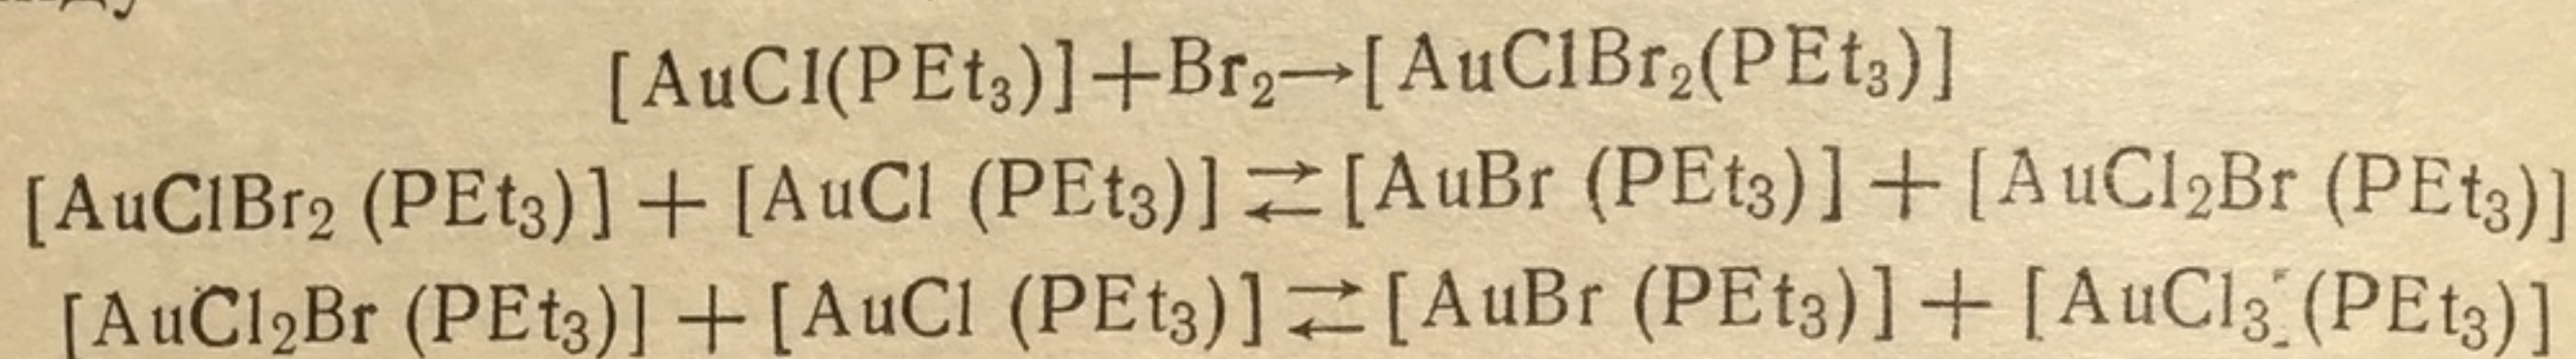 [AuCl(PEt₃)]+Br₂→[AuClBr₂(PEt₃)]
[AuClBr₂ (PEt₃)] + [AuCl (PEt₃)] ⇄ [AuBr (PEt₃)] + [AuCl₂Br (PEt₃)]
[AuCl₂Br (PEt₃)] + [AuCl (PEt₃)] ⇄ [AuBr (PEt₃)] + [AuCl₃ (PEt₃)]